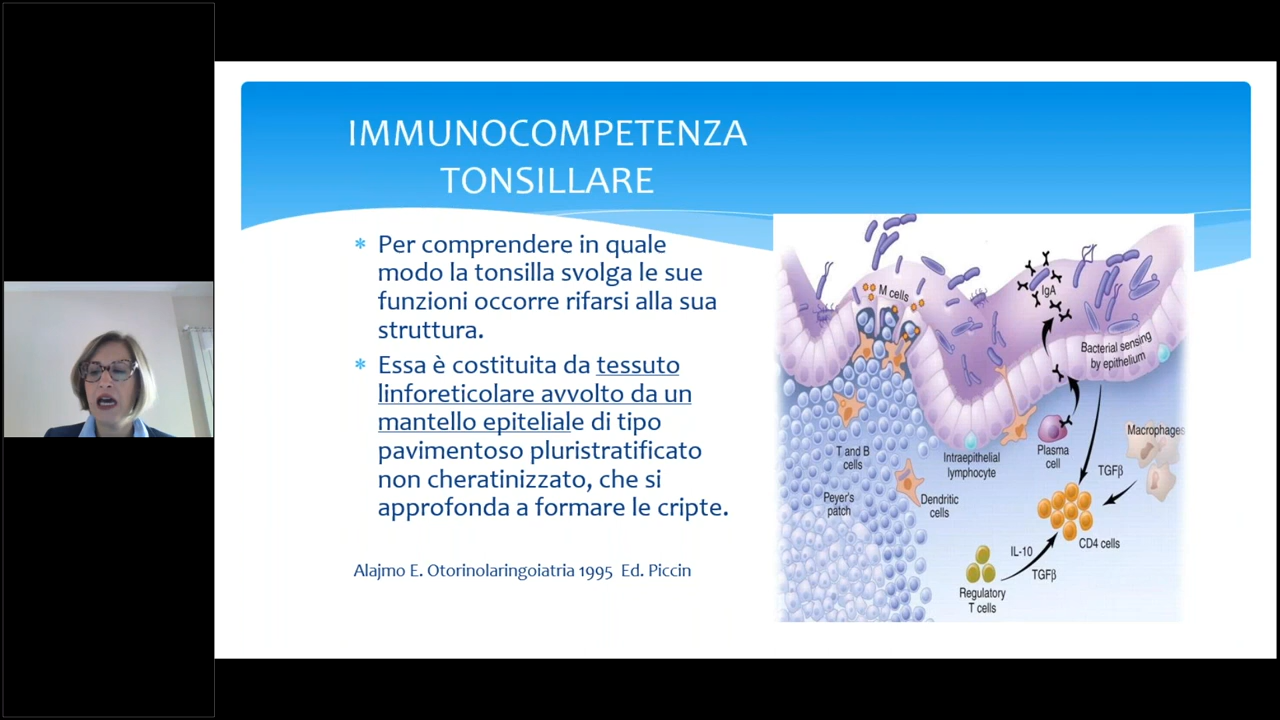 IMMUNOCOMPETENZA
TONSILLARE
Per comprendere in quale
modo la tonsilla svolga le sue
funzioni occorre rifarsi alla sua
struttura.
Essa è costituita da tessuto
linforeticolare avvolto da un
mantello epiteliale di tipo
pavimentoso pluristratificato
non cheratinizzato, che si
approfonda a formare le cripte.
Alajmo E. Otorinolaringoiatria 1995 Ed. Piccin
M cells
IgA
Bacterial sensing
by epithelium
T and B
cells
Peyer's
patch
Intraepithelial
lymphocyte
Dendritic
cells
Plasma
cell
Macrophages
TGFβ
CD4 cells
IL-10
TGFβ
Regulatory
T cells